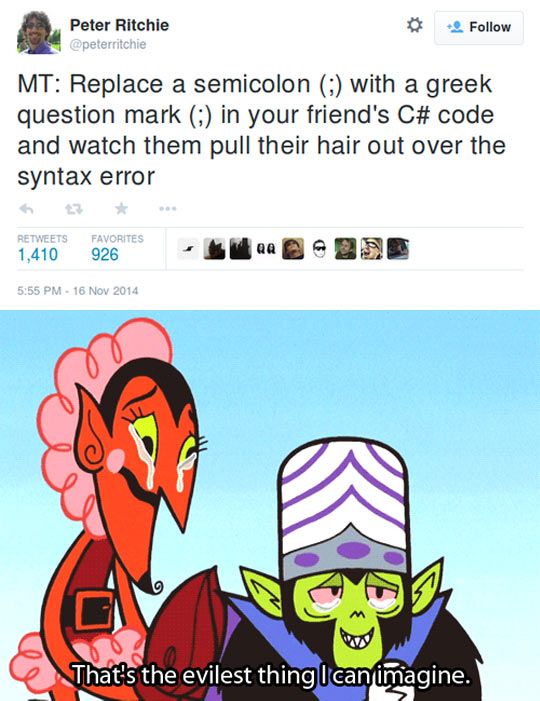 Peter Ritchie
@peterritchie
Follow
MT: Replace a semicolon (;) with a greek
question mark (;) in your friend's C# code
and watch them pull their hair out over the
syntax error
RETWEETS FAVORITES
1,410 926
5:55 PM - 16 Nov 2014
That's the evilest thing I can imagine.